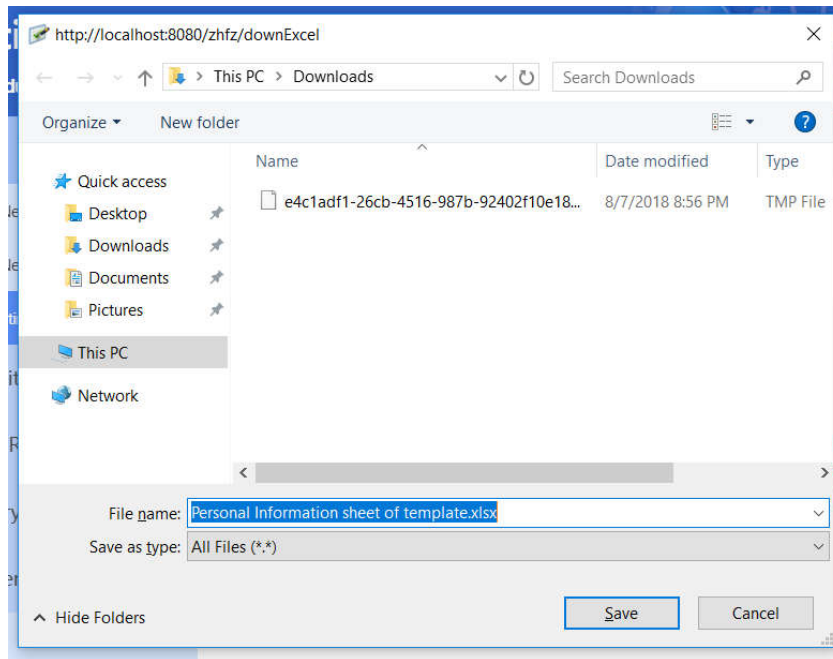 http://localhost:8080/zhfz/downExcel
This PC > Downloads
Search Downloads
Organize
New folder
Name
Date modified
Type
Quick access
Desktop
Downloads
Documents
Pictures
This PC
Network
e4c1adf1-26cb-4516-987b-92402f10e18...
8/7/2018 8:56 PM
TMP File
File name: Personal Information sheet of template.xlsx
Save as type: All Files (*.*)
Hide Folders
Save
Cancel